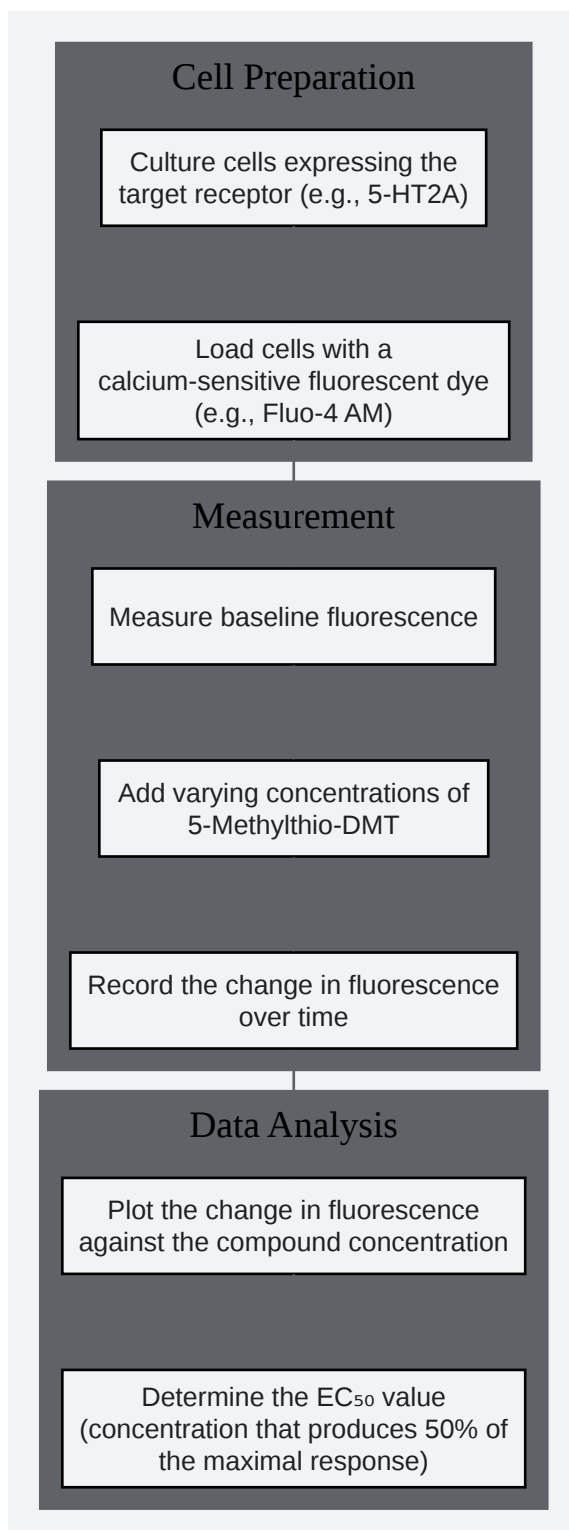 Cell Preparation
Culture cells expressing the
target receptor (e.g., 5-HT2A)
Load cells with a
calcium-sensitive fluorescent dye
(e.g., Fluo-4 AM)
Measurement
Measure baseline fluorescence
Add varying concentrations of
5-Methylthio-DMT
Record the change in fluorescence
over time
Data Analysis
Plot the change in fluorescence
against the compound concentration
Determine the EC₅₀ value
(concentration that produces 50% of
the maximal response)